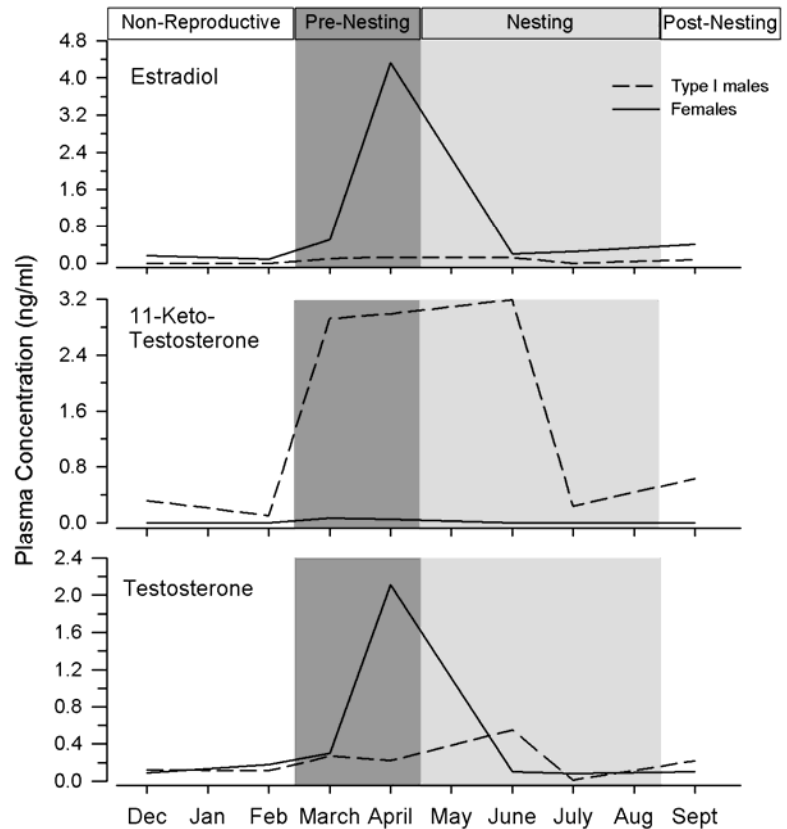 Non-Reproductive Pre-Nesting Nesting Post-Nesting
4.8
Estradiol
4.0
3.2
2.4
1.6
0.8
0.0
Type I males
Females
Plasma Concentration (ng/ml)
3.2
11-Keto-
Testosterone
2.4
1.6
0.8
0.0
2.4
Testosterone
2.0
1.6
1.2
0.8
0.4
0.0
Dec Jan Feb March April May June July Aug Sept